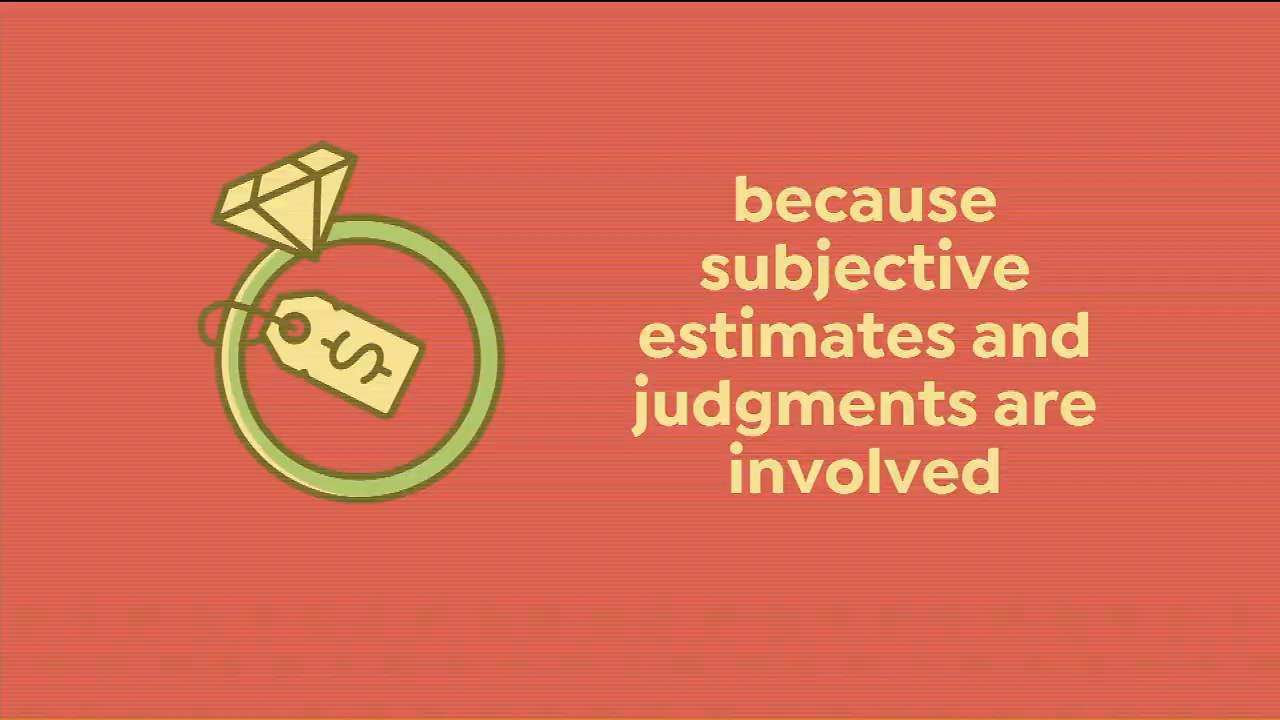 $
because
subjective
estimates and
judgments are
involved